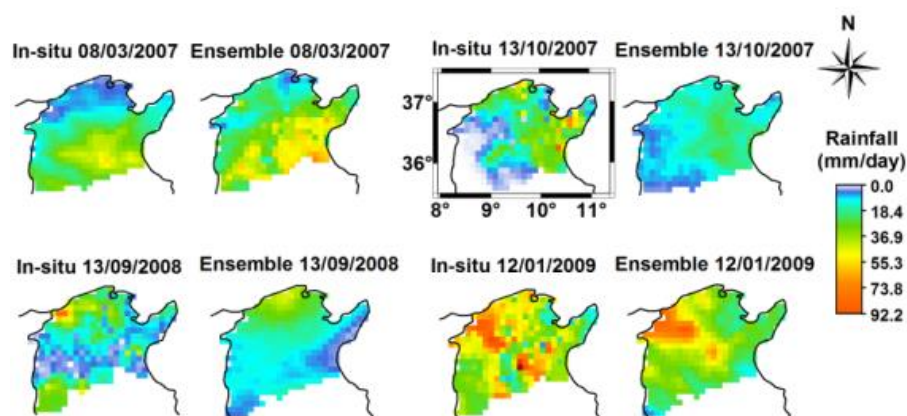 N
In-situ 08/03/2007 Ensemble 08/03/2007 In-situ 13/10/2007 Ensemble 13/10/2007
37°
36°
8° 9° 10° 11°
Rainfall
(mm/day)
0.0
18.4
36.9
55.3
73.8
92.2
In-situ 13/09/2008 Ensemble 13/09/2008 In-situ 12/01/2009 Ensemble 12/01/2009